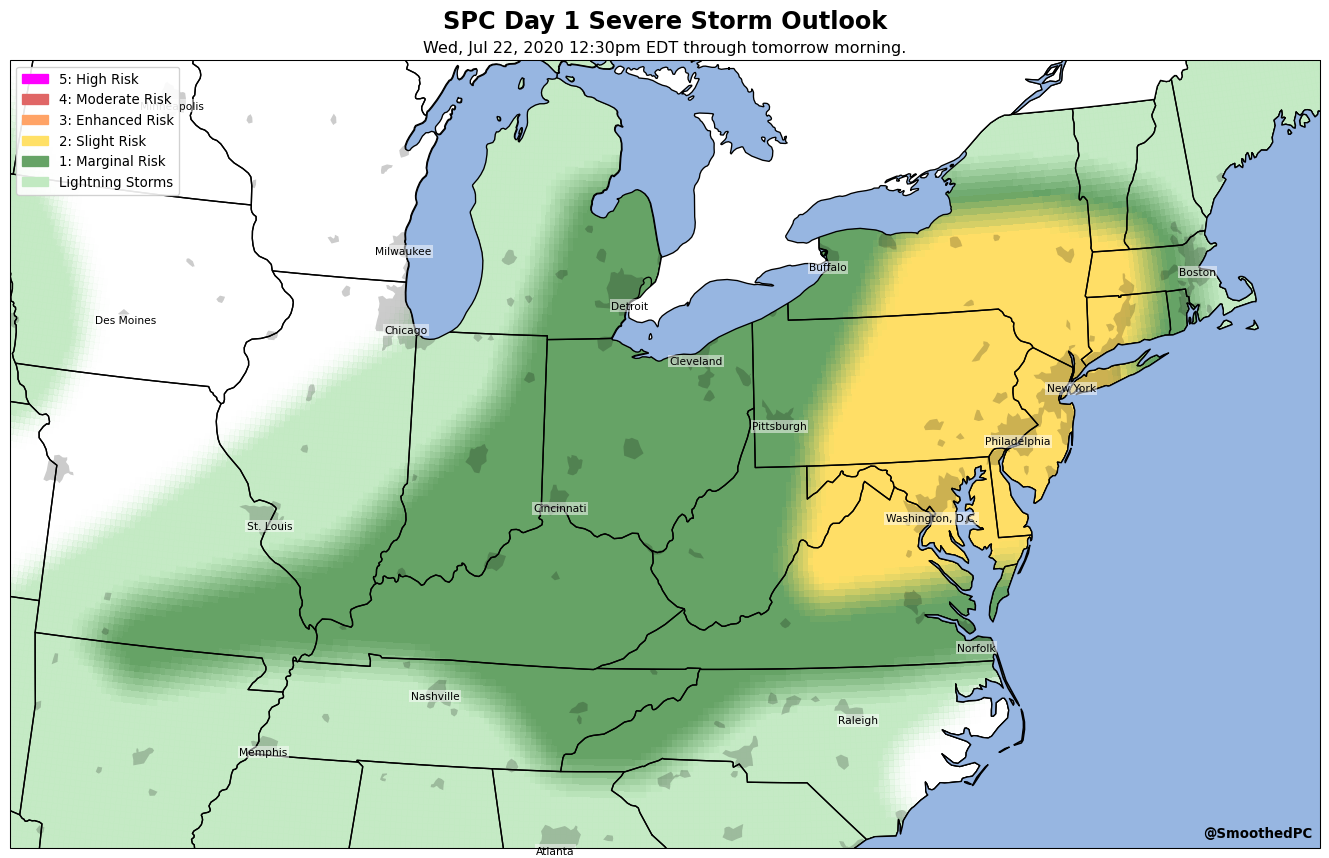 SPC Day 1 Severe Storm Outlook
Wed, Jul 22, 2020 12:30pm EDT through tomorrow morning.
5: High Risk
4: Moderate Risk
3: Enhanced Risk
2: Slight Risk
1: Marginal Risk
Lightning Storms
Milwaukee
Buffalo
Boston
Detroit
Des Moines
Chicago
Cleveland
New York
Pittsburgh
Philadelphia
Cincinnati
Washington, D.C.
St. Louis
Norfolk
Nashville
Raleigh
Memphis
@SmoothedPC
Atlanta